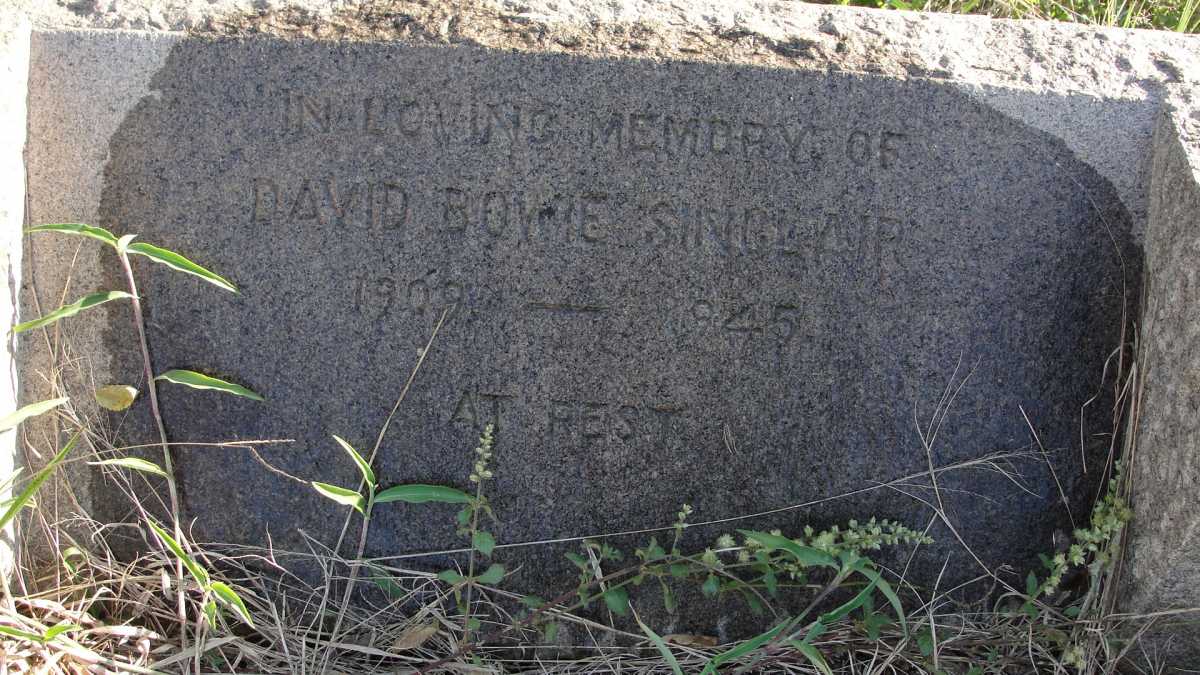 IN LOVING MEMORY OF
DAVID BOWIE SINCLAIR
1909 — 1945
AT REST